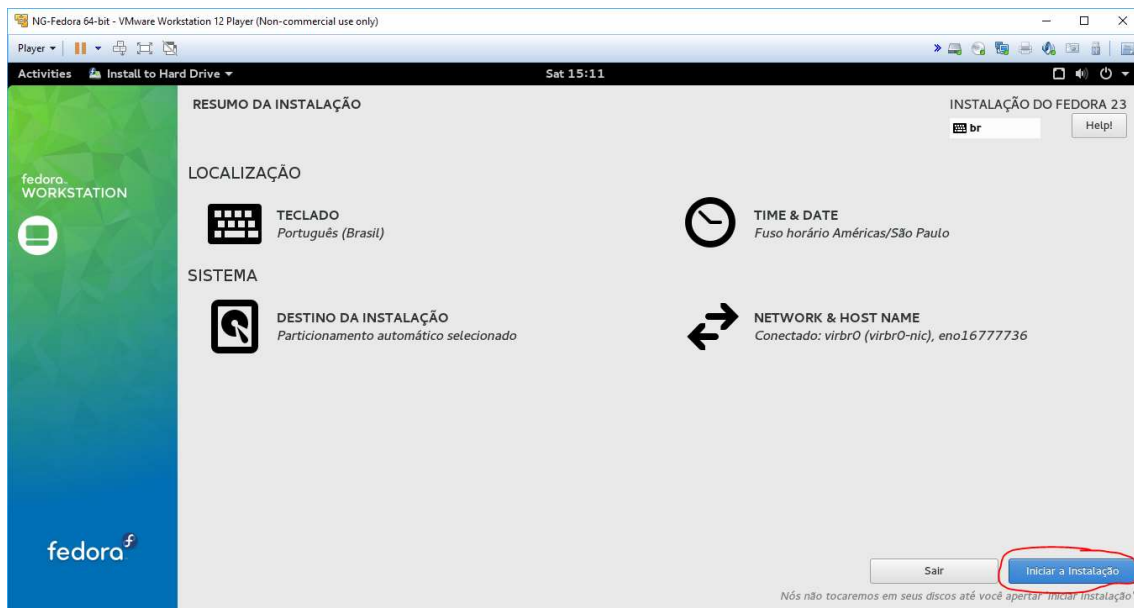 NG-Fedora 64-bit - VMware Workstation 12 Player (Non-commercial use only)
Player
Activities Install to Hard Drive Sat 15:11
RESUMO DA INSTALAÇÃO
INSTALAÇÃO DO FEDORA 23
br Help!
fedora.
WORKSTATION
LOCALIZAÇÃO
TECLADO
Português (Brasil)
TIME & DATE
Fuso horário Américas/São Paulo
SISTEMA
DESTINO DA INSTALAÇÃO
Particionamento automático selecionado
NETWORK & HOST NAME
Conectado: virbr0 (virbr0-nic), eno16777736
fedora
Sair Iniciar a Instalação
Nós não tocaremos em seus discos até você apertar 'Iniciar Instalação'